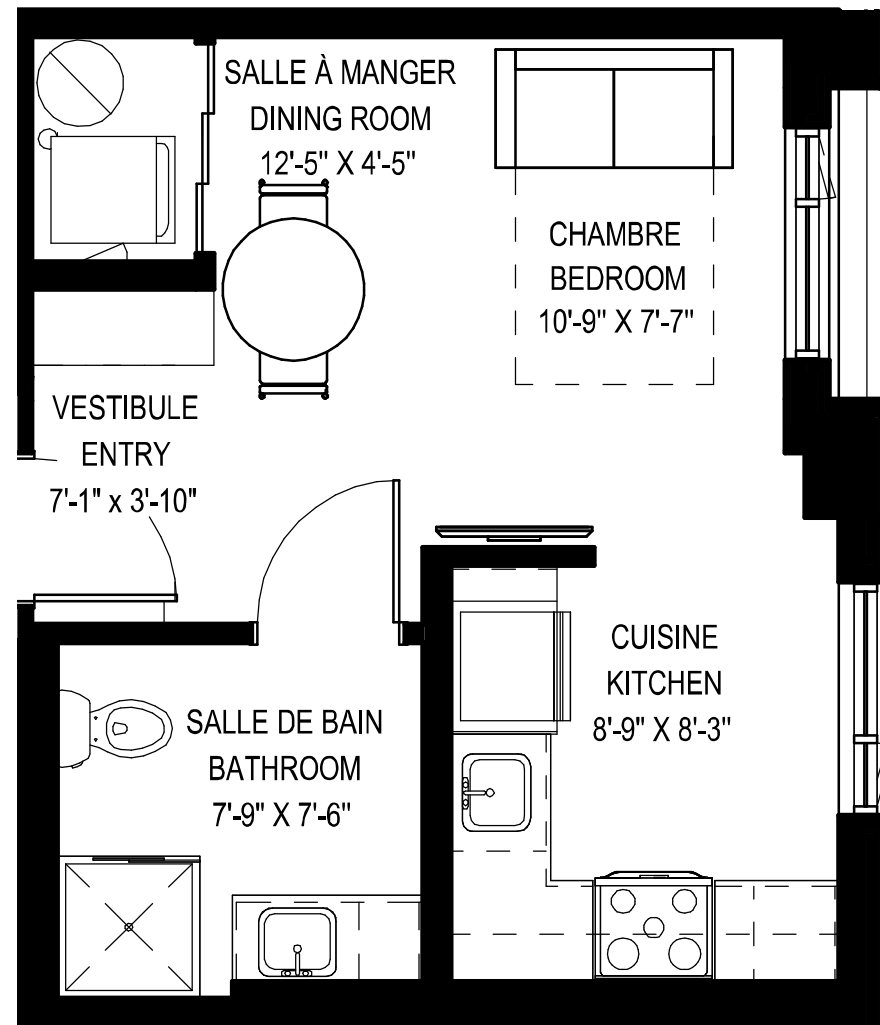 SALLE À MANGER
DINING ROOM
12'-5" X 4'-5"
CHAMBRE
BEDROOM
10'-9" X 7'-7"
VESTIBULE
ENTRY
7'-1" x 3'-10"
CUISINE
KITCHEN
8'-9" X 8'-3"
SALLE DE BAIN
BATHROOM
7'-9" X 7'-6"